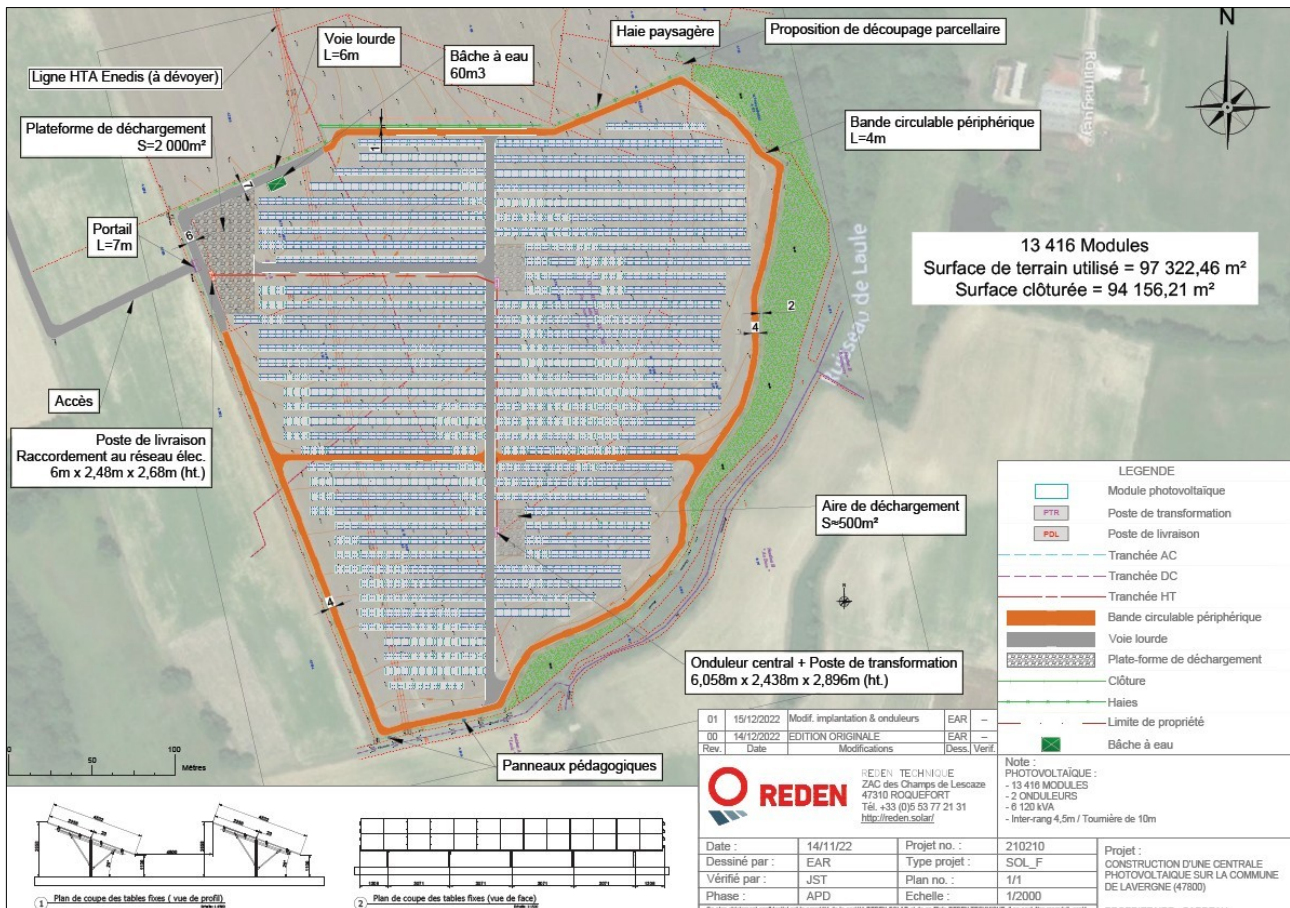 N
Voie lourde
L=6m
Bâche à eau
60m3
Haie paysagère
Proposition de découpage parcellaire
Ligne HTA Enedis (à dévoyer)
Plateforme de déchargement
S=2 000m²
Bande circulable périphérique
L=4m
1
7
6
Portail
L=7m
13 416 Modules
Surface de terrain utilisé = 97 322,46 m²
Surface clôturée = 94 156,21 m²
2
4
Ruisseau de Laule
Accès
Poste de livraison
Raccordement au réseau élec.
6m x 2,48m x 2,68m (ht.)
Aire de déchargement
S≈500m²
4
Onduleur central + Poste de transformation
6,058m x 2,438m x 2,896m (ht.)
Panneaux pédagogiques
0
50
100
Mètres
LEGENDE
Module photovoltaïque
PTR Poste de transformation
PDL Poste de livraison
Tranchée AC
Tranchée DC
Tranchée HT
Bande circulable périphérique
Voie lourde
Plate-forme de déchargement
Clôture
Haies
Limite de propriété
Bâche à eau
01 15/12/2022 Modif. implantation & onduleurs EAR –
00 14/12/2022 EDITION ORIGINALE EAR –
Rev. Date Modifications Dess. Verif.
REDEN
REDEN TECHNIQUE
ZAC des Champs de Lescaze
47310 ROQUEFORT
Tél. +33 (0)5 53 77 21 31
http://reden.solar/
Note :
PHOTOVOLTAÏQUE :
- 13 416 MODULES
- 2 ONDULEURS
- 6 120 kVA
- Inter-rang 4,5m / Tournière de 10m
Date : 14/11/22 Projet no. : 210210
Dessiné par : EAR Type projet : SOL_F
Vérifié par : JST Plan no. : 1/1
Phase : APD Echelle : 1/2000
Projet :
CONSTRUCTION D'UNE CENTRALE
PHOTOVOLTAIQUE SUR LA COMMUNE
DE LAVERGNE (47800)
1 Plan de coupe des tables fixes ( vue de profil)
2 Plan de coupe des tables fixes (vue de face)